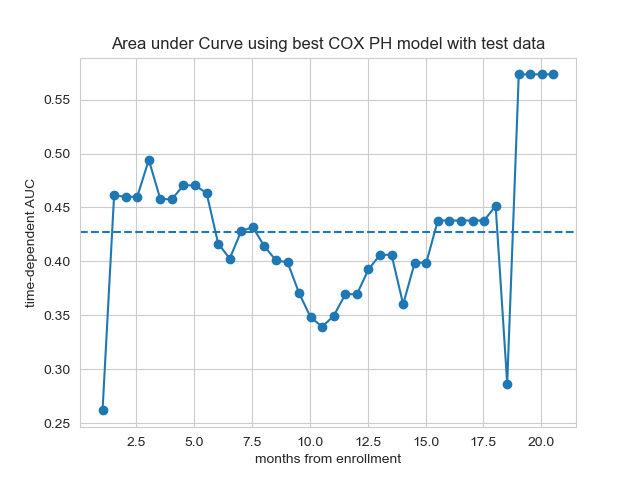 Area under Curve using best COX PH model with test data
time-dependent AUC
0.55
0.50
0.45
0.40
0.35
0.30
0.25
2.5 5.0 7.5 10.0 12.5 15.0 17.5 20.0
months from enrollment